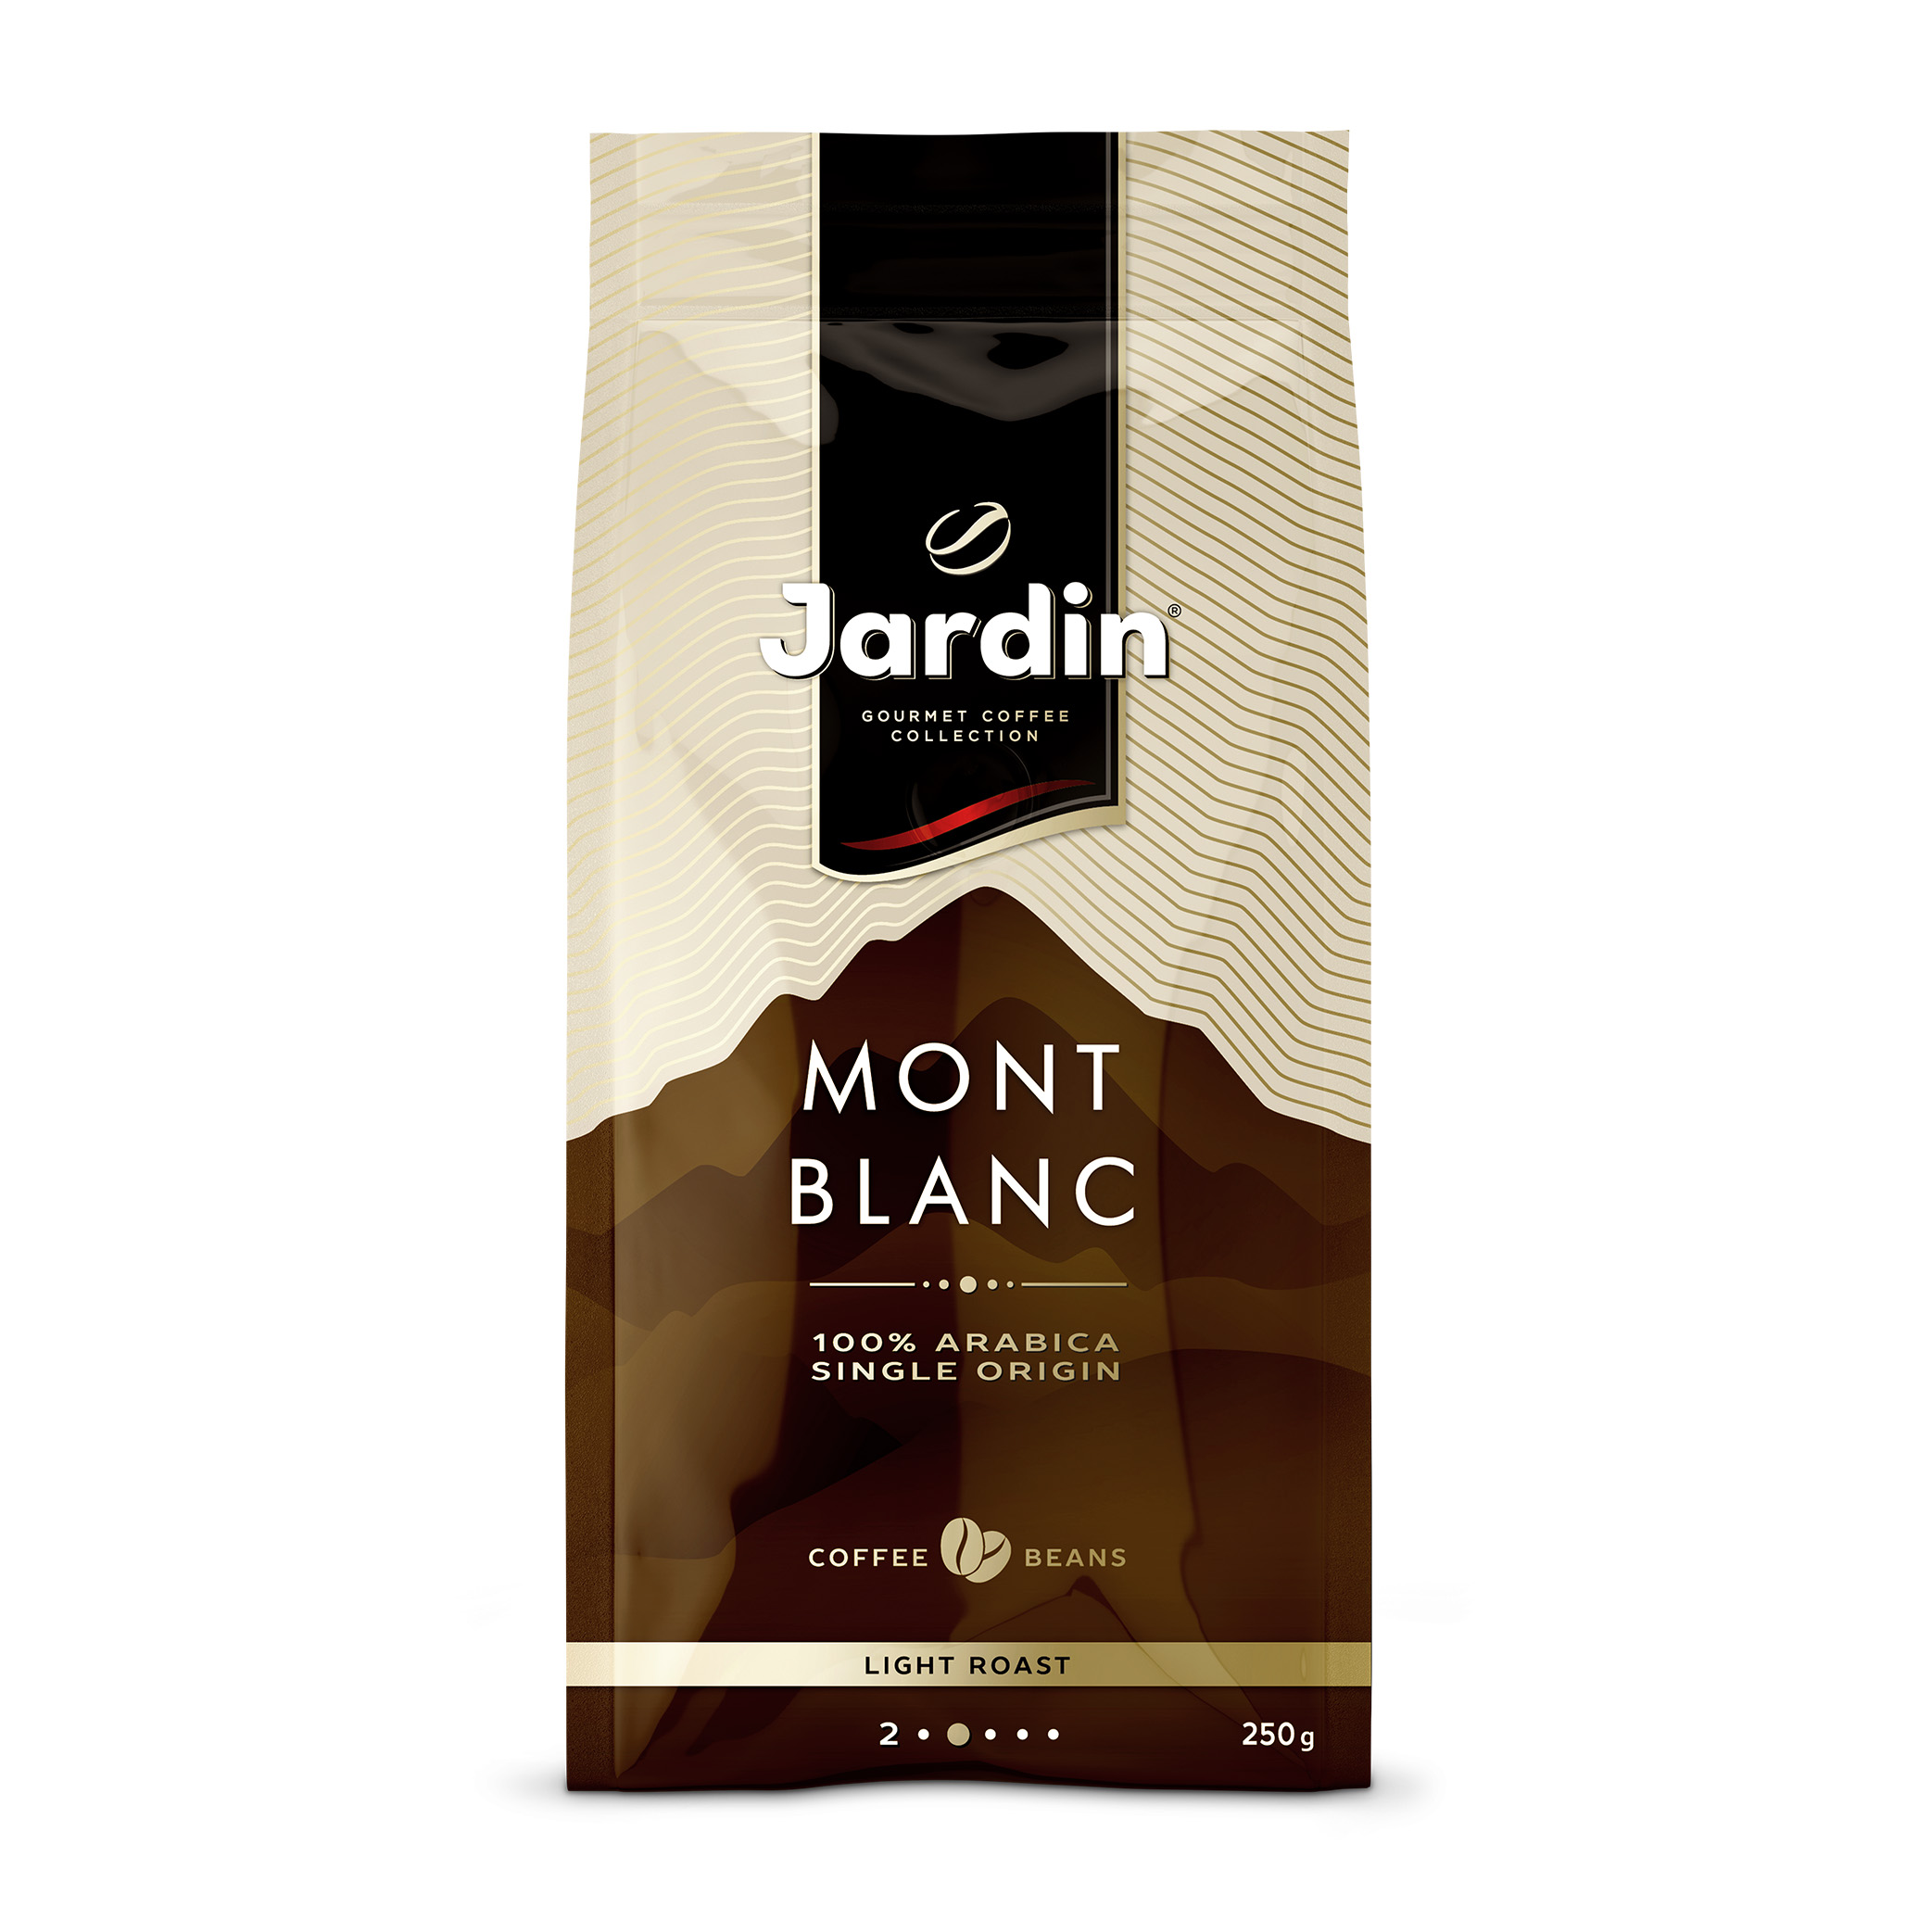 Jardin®
GOURMET COFFEE
COLLECTION
MONT
BLANC
100% ARABICA
SINGLE ORIGIN
COFFEE BEANS
LIGHT ROAST
2 250g